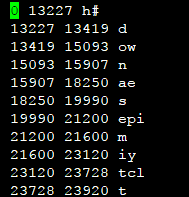 0 13227 h#
13227 13419 d
13419 15093 ow
15093 15907 n
15907 18250 ae
18250 19990 s
19990 21200 epi
21200 21600 m
21600 23120 iy
23120 23728 tcl
23728 23920 t